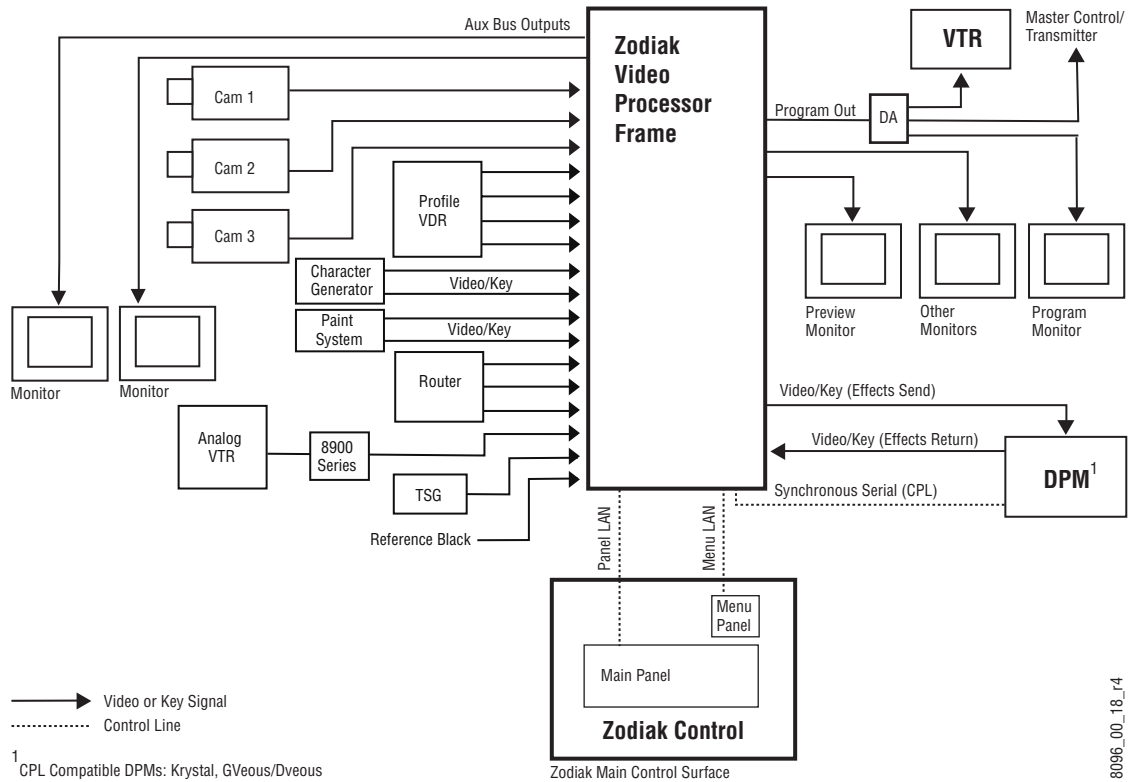 Aux Bus Outputs
Zodiak
Video
Processor
Frame
VTR
Master Control/
Transmitter
Program Out
DA
Cam 1
Cam 2
Cam 3
Profile
VDR
Character
Generator
Video/Key
Paint
System
Video/Key
Router
Monitor
Monitor
Analog
VTR
8900
Series
TSG
Reference Black
Preview
Monitor
Other
Monitors
Program
Monitor
Video/Key (Effects Send)
Video/Key (Effects Return)
DPM1
Synchronous Serial (CPL)
Panel LAN
Menu LAN
Menu
Panel
Main Panel
Zodiak Control
Zodiak Main Control Surface
Video or Key Signal
Control Line
1 CPL Compatible DPMs: Krystal, GVeous/Dveous
8096_00_18_r4